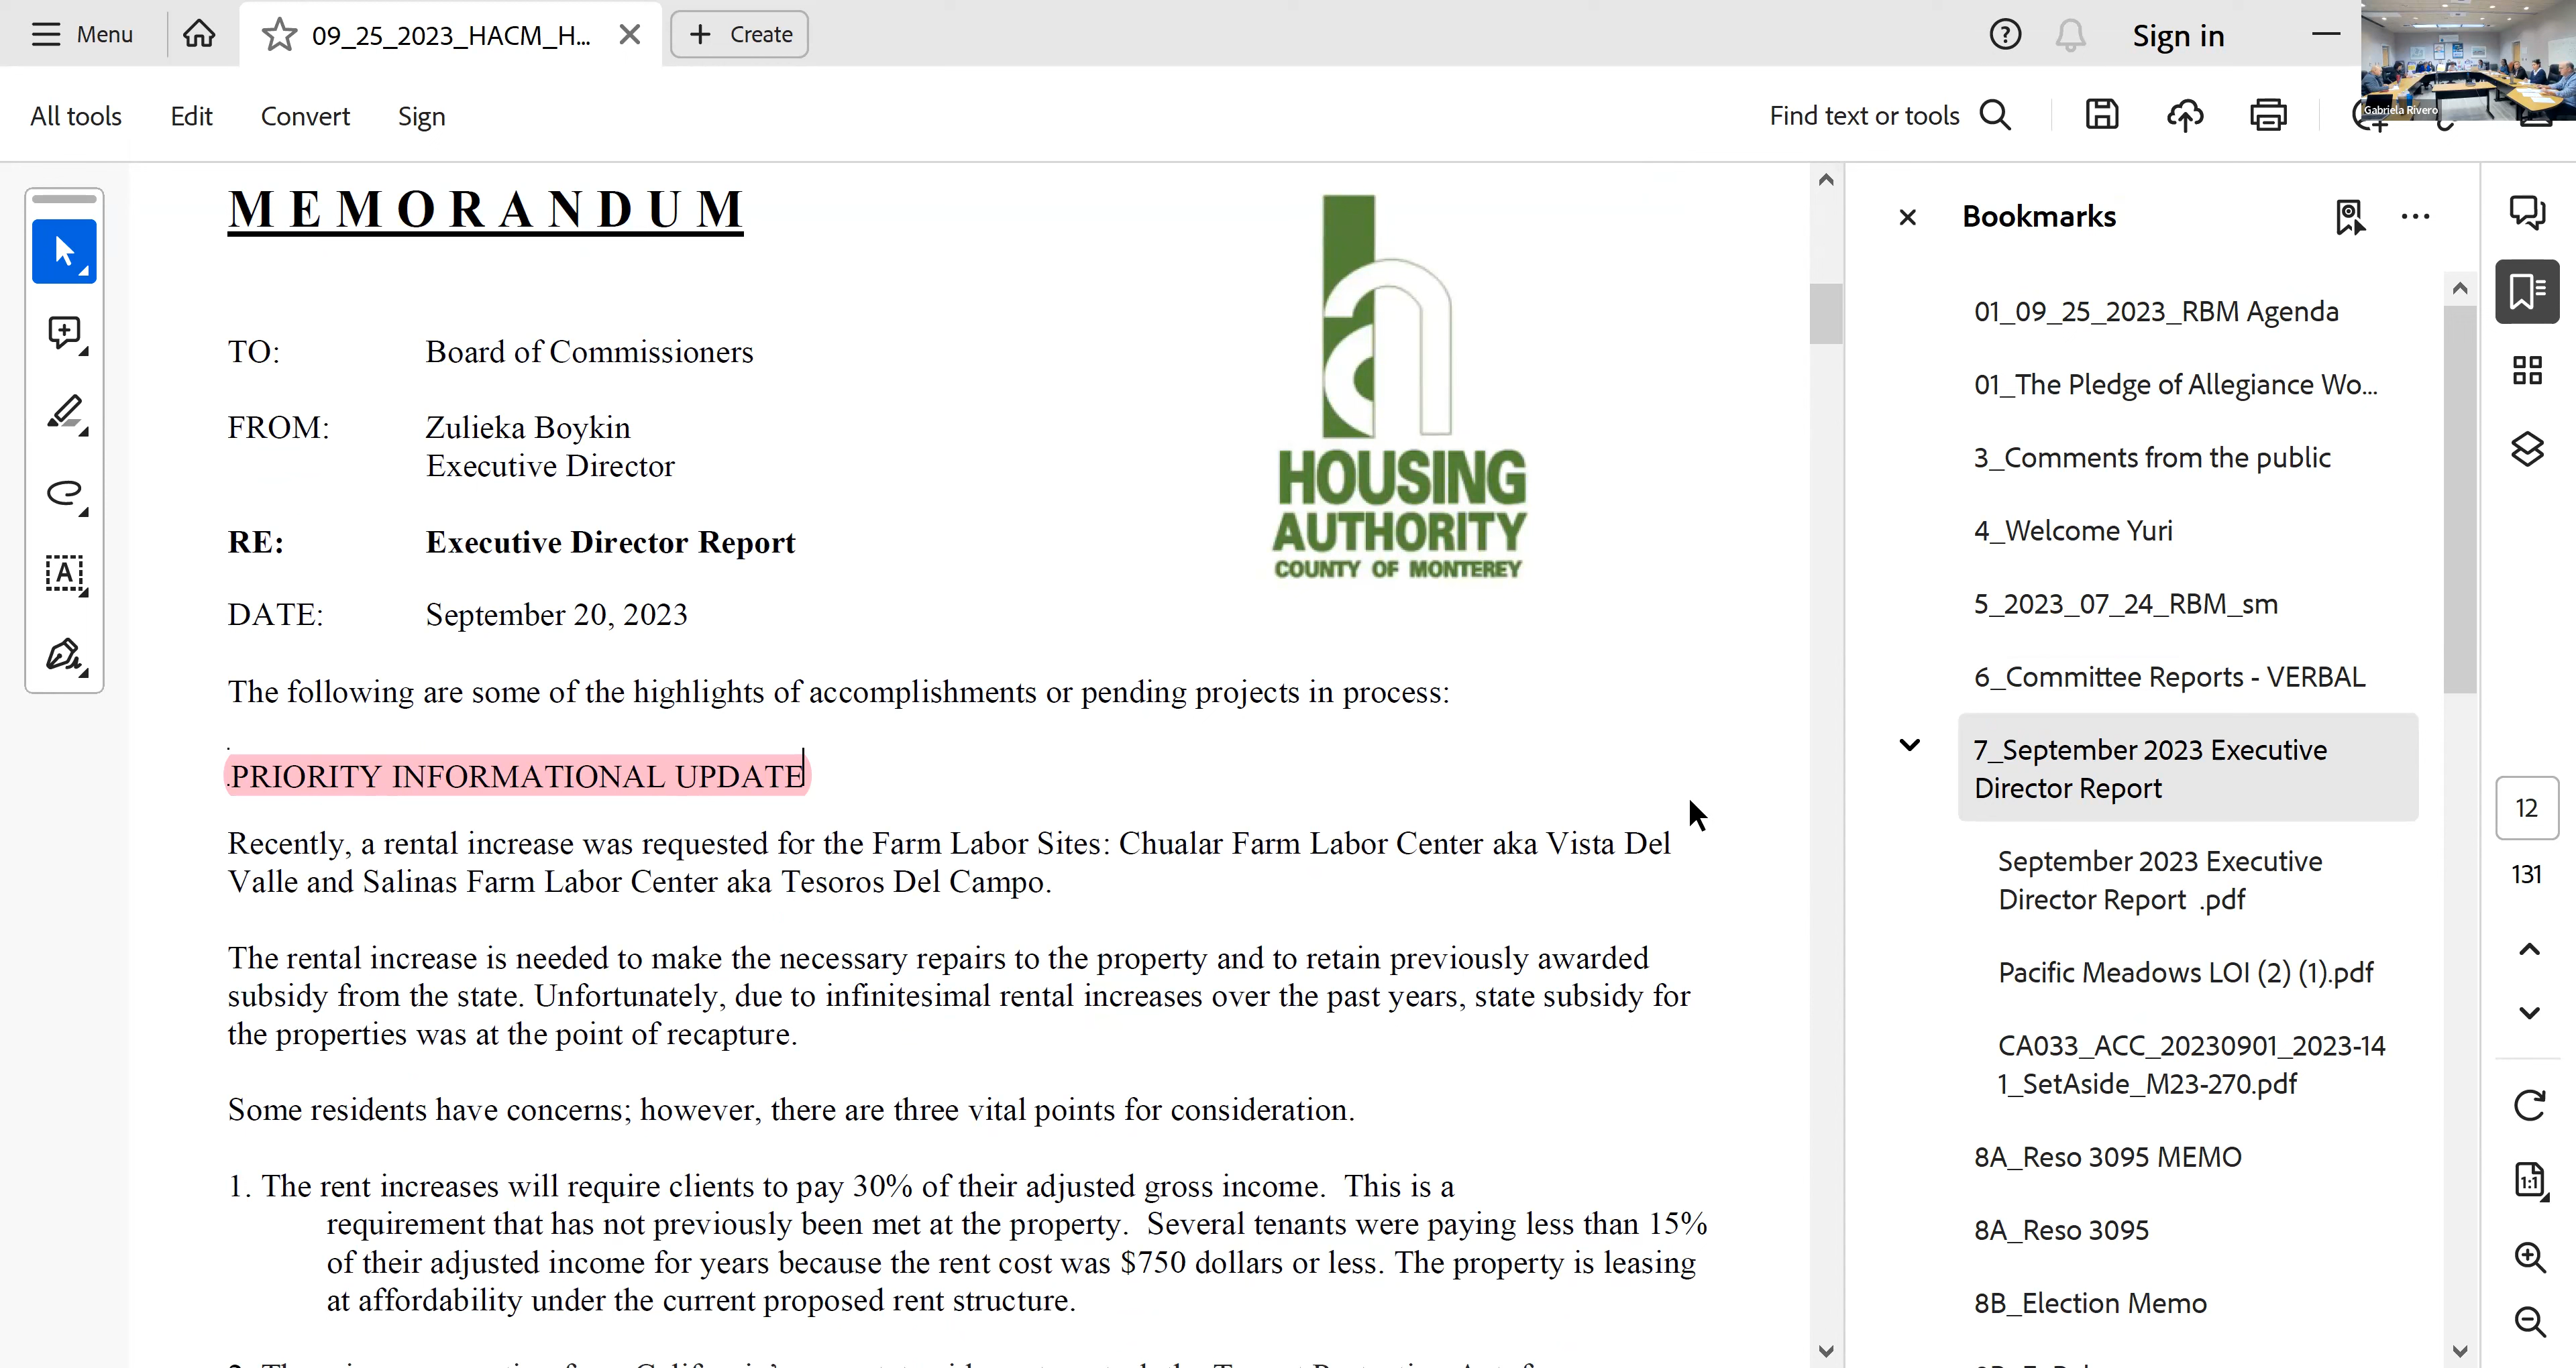 Menu
09_25_2023_HACM_H...
Create
Sign in
Gabriela Rivero
All tools
Edit
Convert
Sign
Find text or tools
MEMORANDUM
TO: Board of Commissioners
FROM: Zulieka Boykin
Executive Director
RE: Executive Director Report
DATE: September 20, 2023
HOUSING
AUTHORITY
COUNTY OF MONTEREY
The following are some of the highlights of accomplishments or pending projects in process:
PRIORITY INFORMATIONAL UPDATE
Recently, a rental increase was requested for the Farm Labor Sites: Chualar Farm Labor Center aka Vista Del
Valle and Salinas Farm Labor Center aka Tesoros Del Campo.
The rental increase is needed to make the necessary repairs to the property and to retain previously awarded
subsidy from the state. Unfortunately, due to infinitesimal rental increases over the past years, state subsidy for
the properties was at the point of recapture.
Some residents have concerns; however, there are three vital points for consideration.
1. The rent increases will require clients to pay 30% of their adjusted gross income. This is a
requirement that has not previously been met at the property. Several tenants were paying less than 15%
of their adjusted income for years because the rent cost was $750 dollars or less. The property is leasing
at affordability under the current proposed rent structure.
Bookmarks
01_09_25_2023_RBM Agenda
01_The Pledge of Allegiance Wo...
3_Comments from the public
4_Welcome Yuri
5_2023_07_24_RBM_sm
6_Committee Reports - VERBAL
7_September 2023 Executive
Director Report
September 2023 Executive
Director Report .pdf
Pacific Meadows LOI (2) (1).pdf
CA033_ACC_20230901_2023-14
1_SetAside_M23-270.pdf
8A_Reso 3095 MEMO
8A_Reso 3095
8B_Election Memo
12
131
1:1